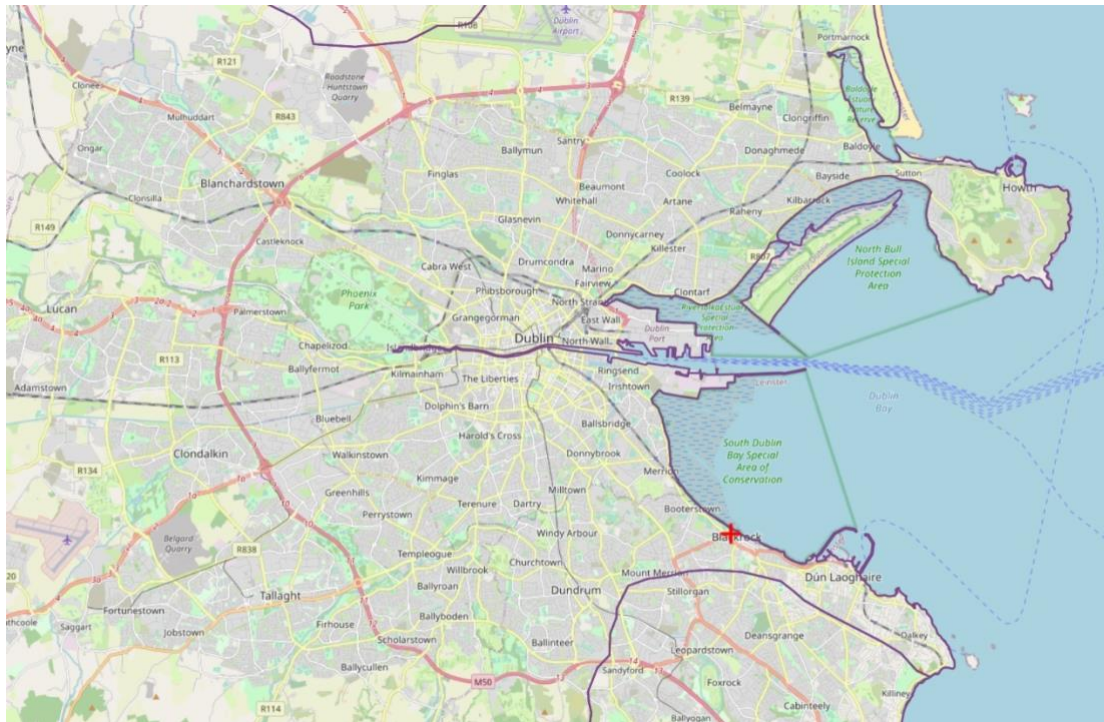 R108
Dublin
Airport
Portmarnock
R121
Clonee
Roadstone
Huntstown
Quarry
R139
Belmayne
Clongriffin
Mulhuddart
R843
Santry
Ballymun
Donaghmede
Baldoyle
Ongar
Finglas
Coolock
Bayside
Sutton
Blanchardstown
Beaumont
Howth
Clonsilla
Whitehall
Artane
Kilbarrack
Glasnevin
Raheny
R149
Donnycarney
Castleknock
Killester
R807
North Bull
Island Special
Protection
Area
Drumcondra
Cabra West
Marino
Fairview
Clontarf
Phoenix
Park
Phibsborough
North Strand
Lucan
Palmerstown
Grangegorman
East Wall
Dublin
Port
Dublin
North Wall
Chapelizod
Islandbridge
R113
Ballyfermot
Kilmainham
Ringsend
Adamstown
The Liberties
Irishtown
Leinster
Dublin
Bay
Dolphin's Barn
Bluebell
Ballsbridge
Harold's Cross
South Dublin
Bay Special
Area of
Conservation
Clondalkin
Walkinstown
Donnybrook
R134
Merrion
Kimmage
Greenhills
Milltown
Terenure
Dartry
Booterstown
Perrystown
Belgard
Quarry
Windy Arbour
Blackrock
R838
Templeogue
Churchtown
Mount Merrion
Dún Laoghaire
Willbrook
Ballyroan
Dundrum
Stillorgan
Tallaght
Fortunestown
Firhouse
Ballyboden
Dalkey
Saggart
Jobstown
Scholarstown
Ballinteer
Deansgrange
Leopardstown
Ballycullen
14
13
Sandyford
M50
13
Foxrock
Killiney
R114
Cabinteely
Ballyogan